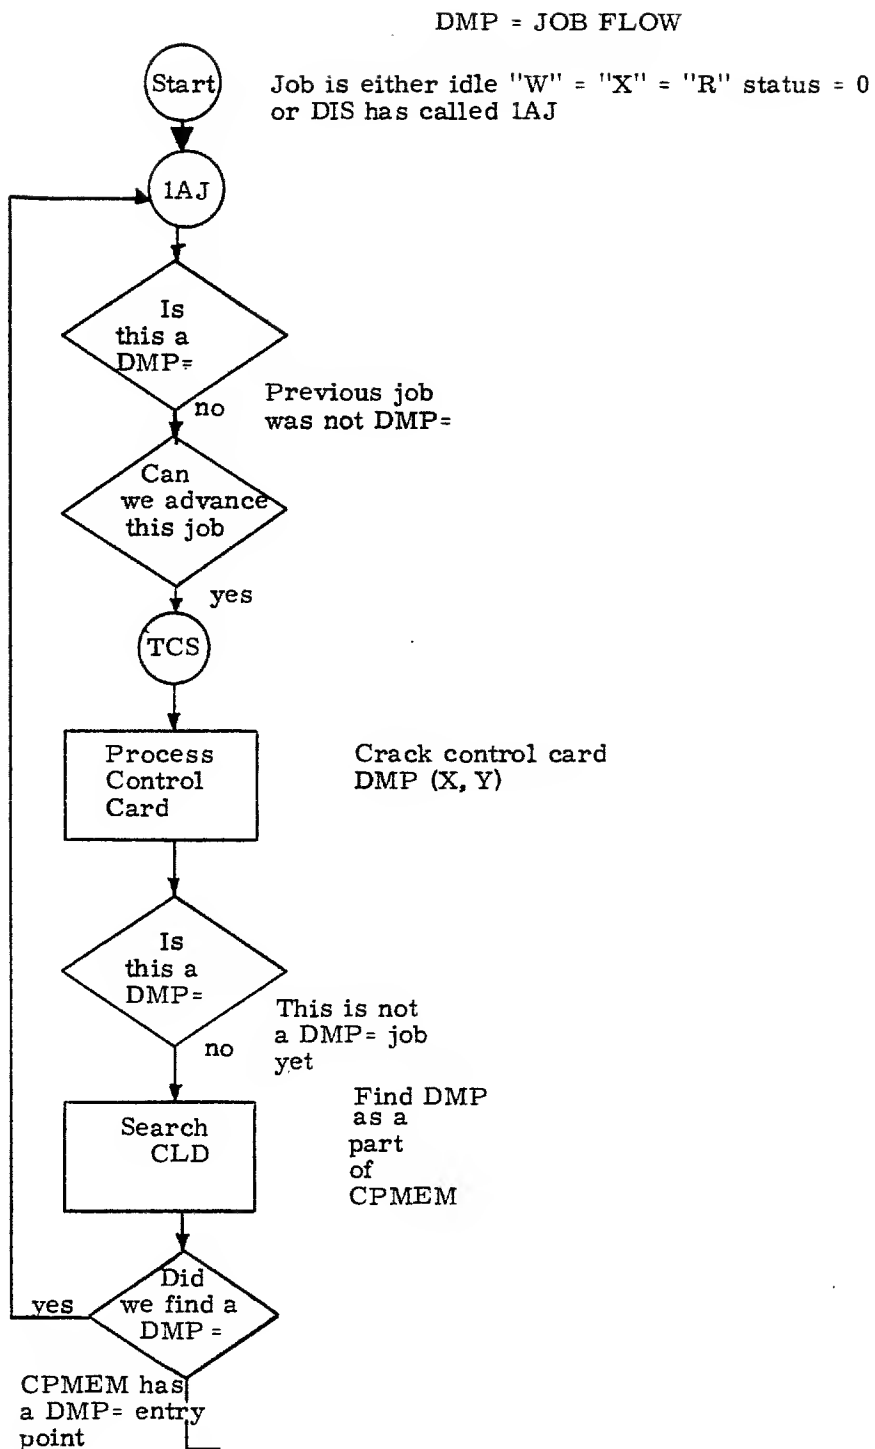 DMP = JOB FLOW
Start
Job is either idle "W" = "X" = "R" status = 0
or DIS has called 1AJ
1AJ
Is
this a
DMP=
no
Previous job
was not DMP=
Can
we advance
this job
yes
TCS
Process
Control
Card
Crack control card
DMP (X, Y)
Is
this a
DMP=
no
This is not
a DMP= job
yet
Search
CLD
Find DMP
as a
part
of
CPMEM
Did
we find a
DMP =
yes
CPMEM has
a DMP= entry
point